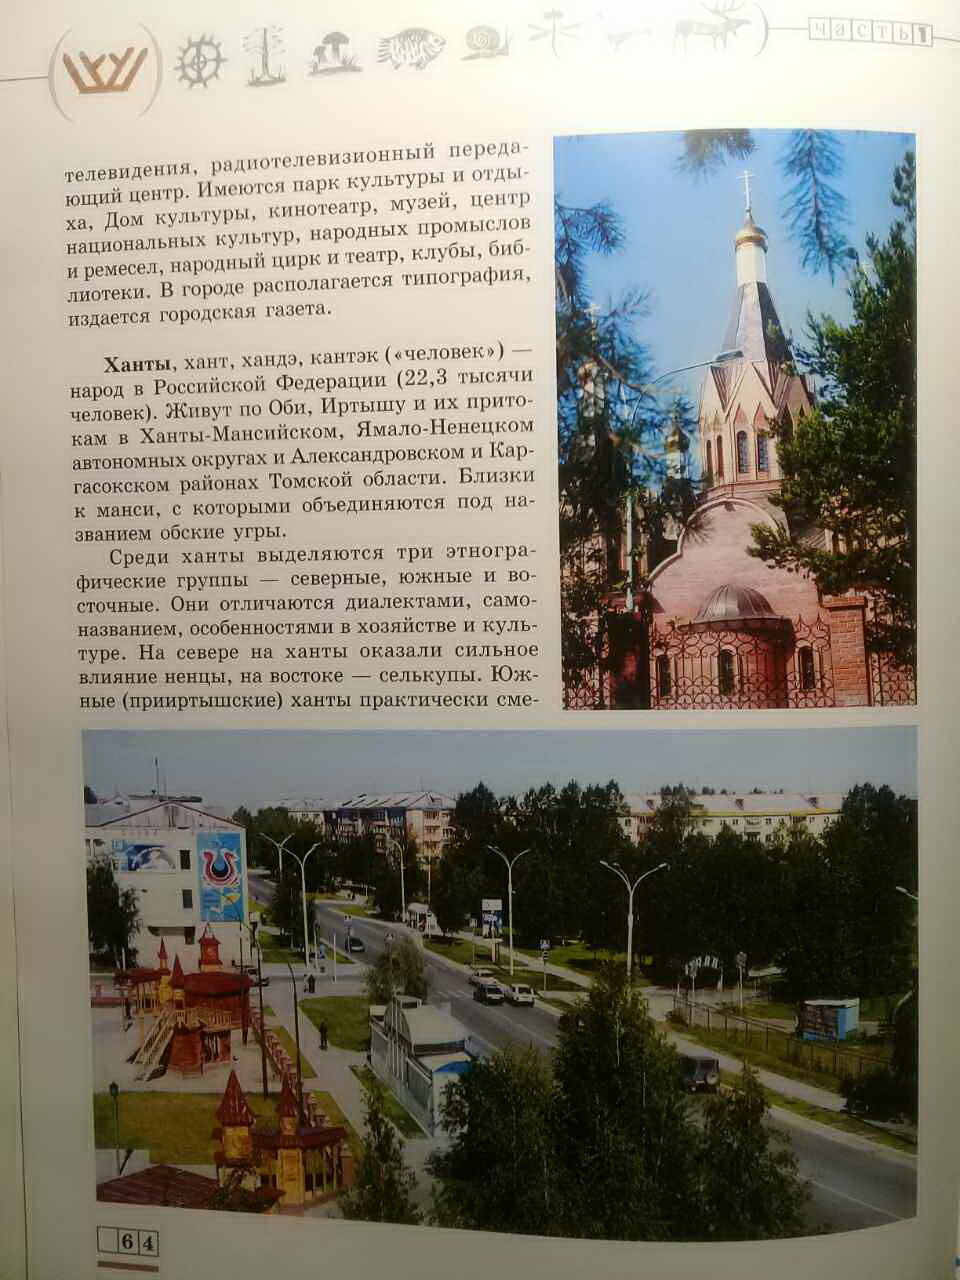 часть 1
телевидения, радиотелевизионный переда-
ющий центр. Имеются парк культуры и отды-
ха, Дом культуры, кинотеатр, музей, центр
национальных культур, народных промыслов
и ремесел, народный цирк и театр, клубы, биб-
лиотеки. В городе располагается типография,
издается городская газета.
Ханты, хант, хандэ, кантэк («человек») —
народ в Российской Федерации (22,3 тысячи
человек). Живут по Оби, Иртышу и их прито-
кам в Ханты-Мансийском, Ямало-Ненецком
автономных округах и Александровском и Кар-
гасокском районах Томской области. Близки
к манси, с которыми объединяются под на-
званием обские угры.
Среди ханты выделяются три этногра-
фические группы — северные, южные и во-
сточные. Они отличаются диалектами, само-
названием, особенностями в хозяйстве и куль-
туре. На севере на ханты оказали сильное
влияние ненцы, на востоке — селькупы. Юж-
ные (прииртышские) ханты практически сме-
64